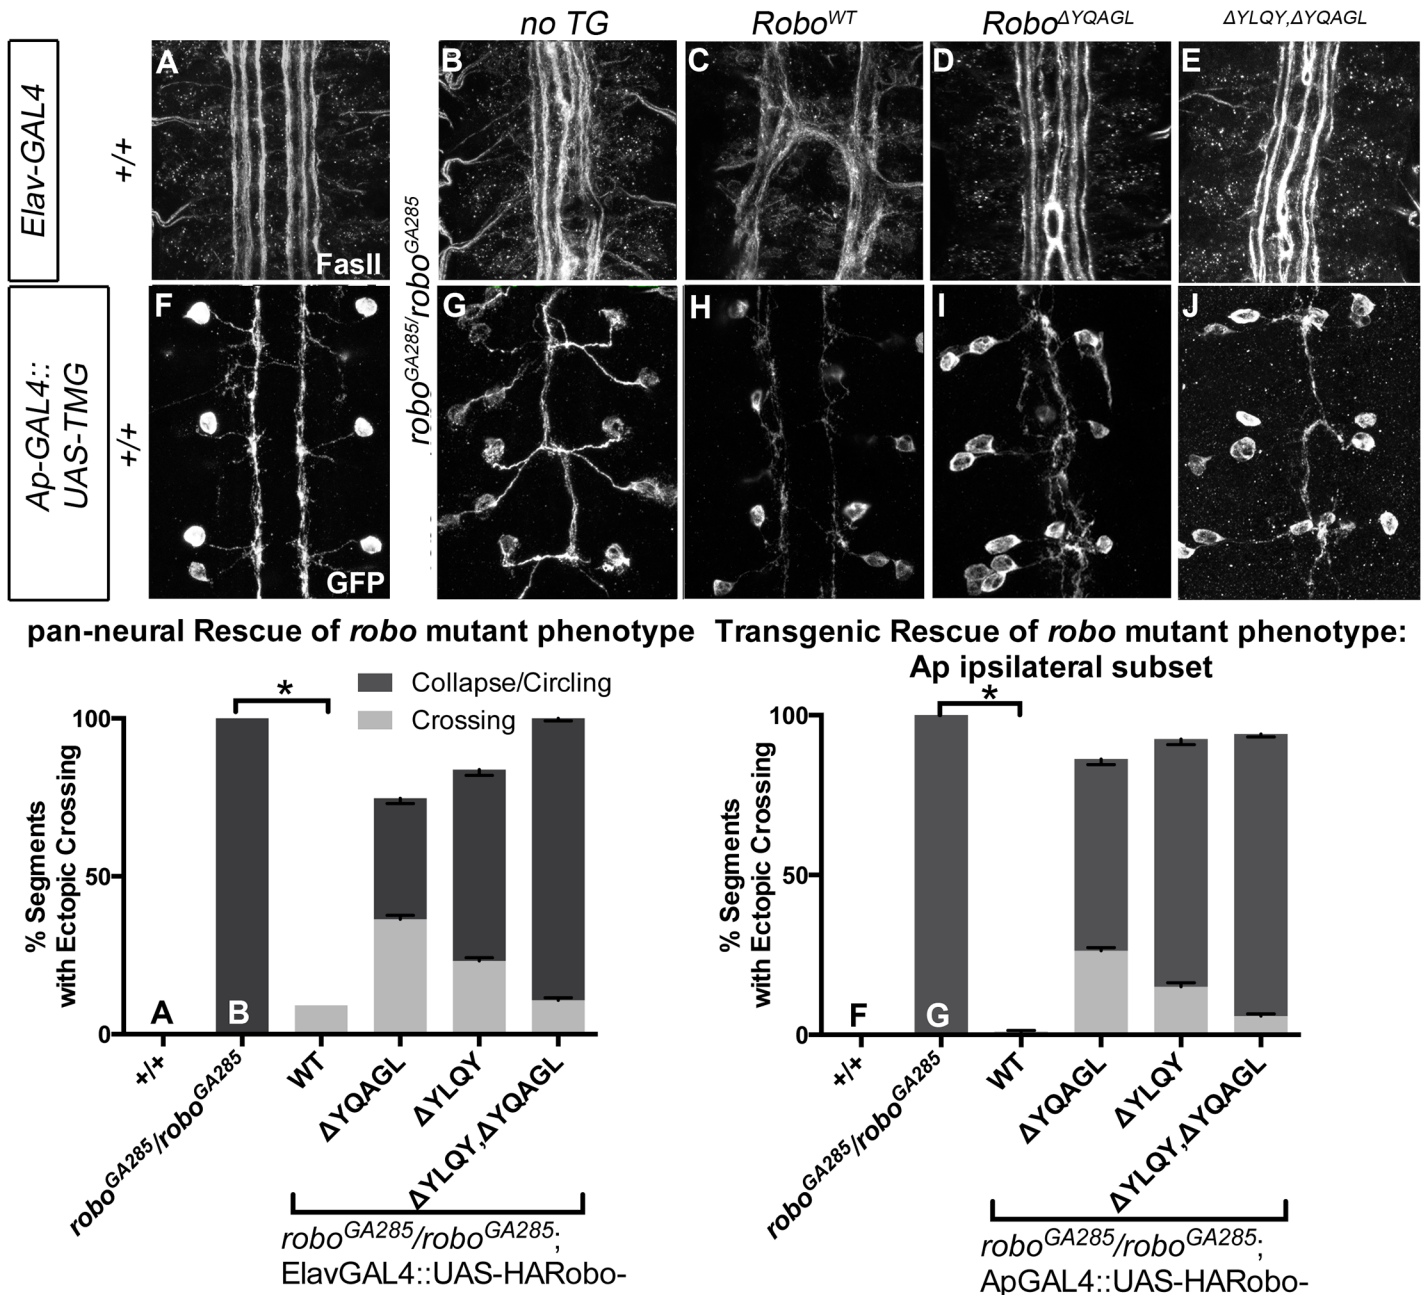 no TG
Robo^WT
Robo^ΔYQAGL
ΔYLQY,ΔYQAGL
Elav-GAL4
+/+
A
B
C
D
E
FasII
robo^GA285/robo^GA285
Ap-GAL4::
UAS-TMG
+/+
F
G
H
I
J
GFP
pan-neural Rescue of robo mutant phenotype
* 
Collapse/Circling
Crossing
% Segments
with Ectopic Crossing
100
50
0
A
B
+/+
robo^GA285/robo^GA285
WT
ΔYQAGL
ΔYLQY
ΔYLQY,ΔYQAGL
robo^GA285/robo^GA285;
ElavGAL4::UAS-HARobo-
Transgenic Rescue of robo mutant phenotype:
Ap ipsilateral subset
*
% Segments
with Ectopic Crossing
100
50
0
F
G
+/+
robo^GA285/robo^GA285
WT
ΔYQAGL
ΔYLQY
ΔYLQY,ΔYQAGL
robo^GA285/robo^GA285;
ApGAL4::UAS-HARobo-